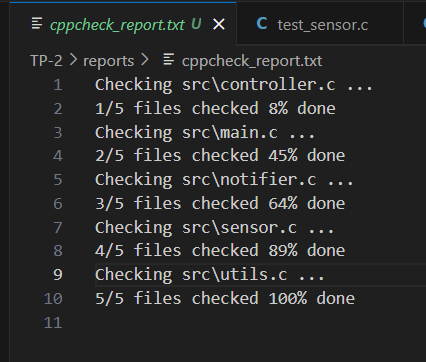 cppcheck_report.txt U × C test_sensor.c
TP-2 > reports > cppcheck_report.txt
1 Checking src\controller.c ...
2 1/5 files checked 8% done
3 Checking src\main.c ...
4 2/5 files checked 45% done
5 Checking src\notifier.c ...
6 3/5 files checked 64% done
7 Checking src\sensor.c ...
8 4/5 files checked 89% done
9 Checking src\utils.c ...
10 5/5 files checked 100% done
11